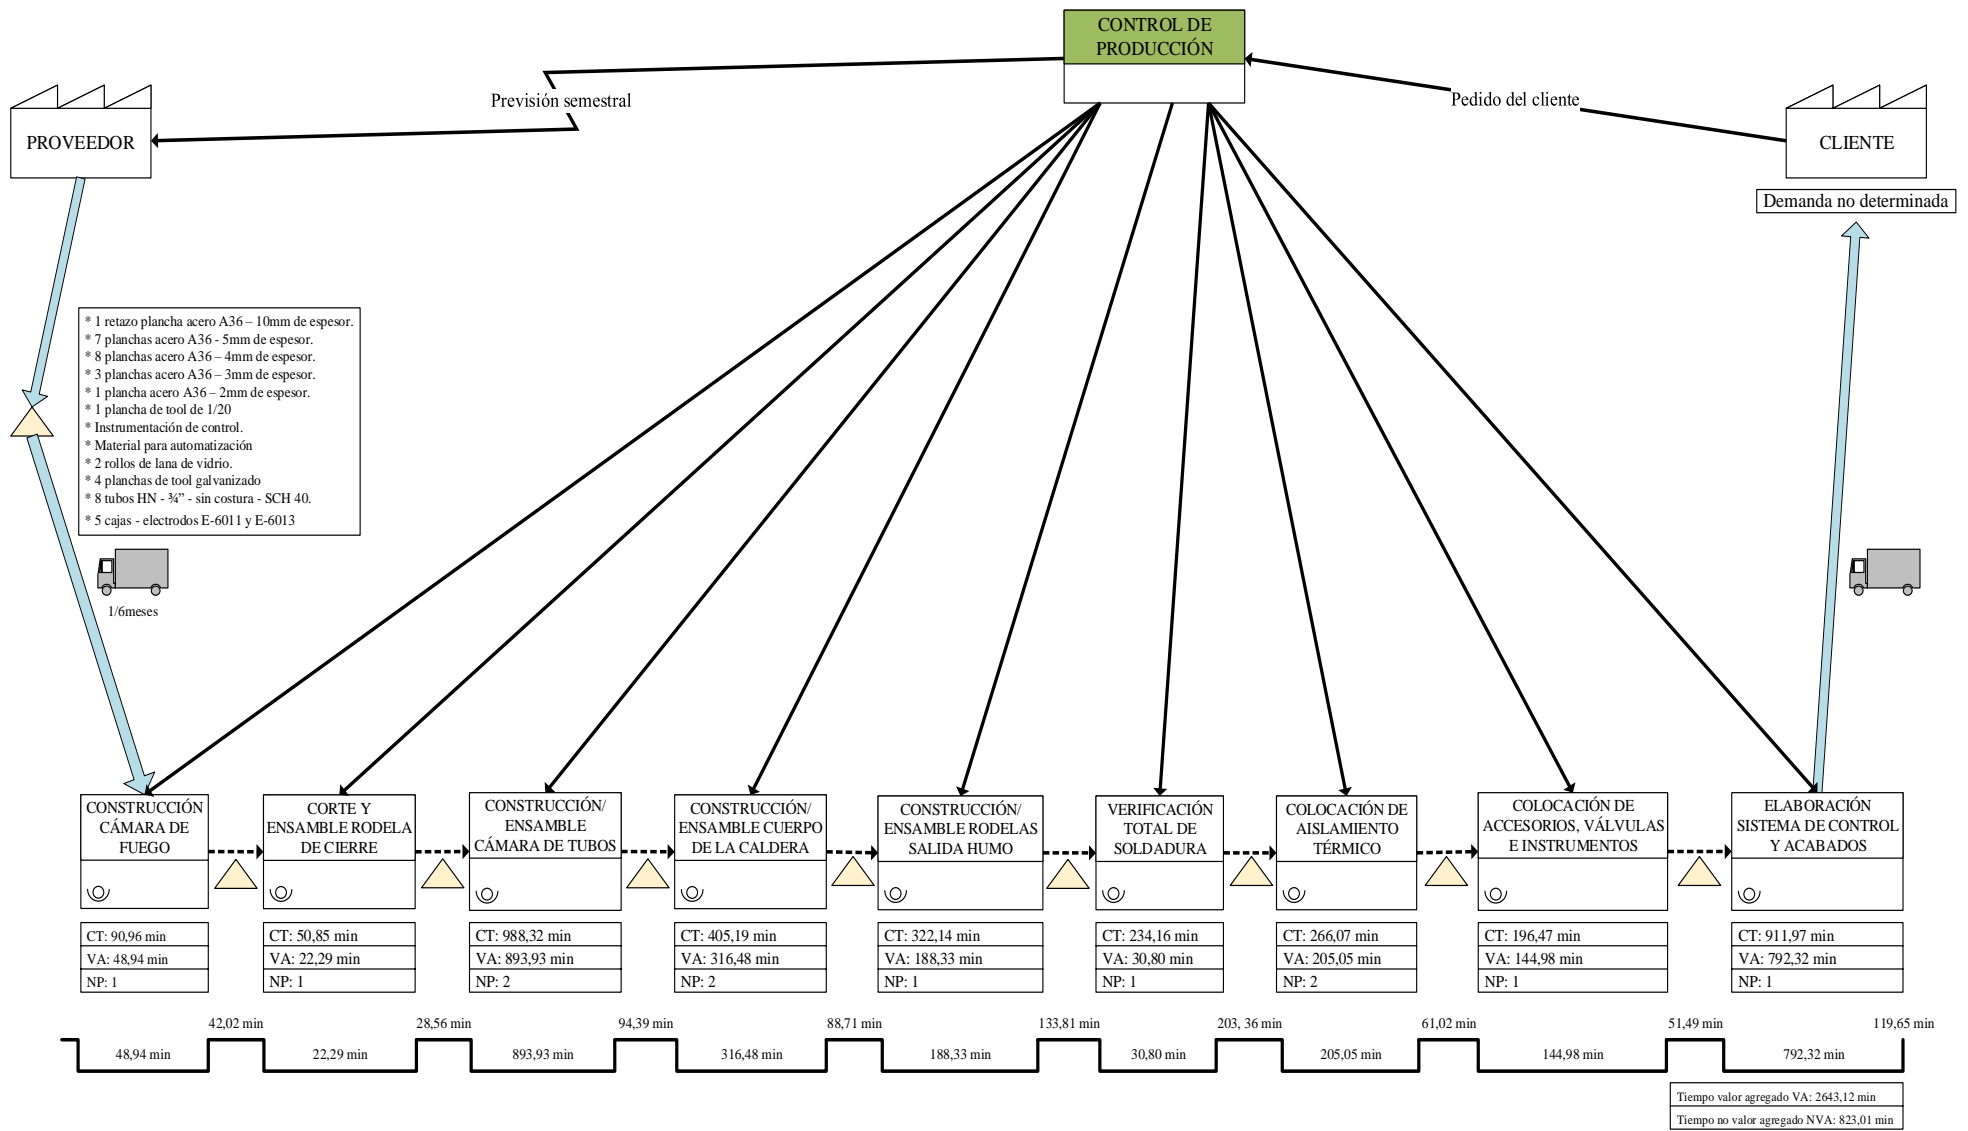 CONTROL DE
PRODUCCIÓN
Previsión semestral
Pedido del cliente
PROVEEDOR
CLIENTE
Demanda no determinada
* 1 retazo plancha acero A36 – 10mm de espesor.
* 7 planchas acero A36 - 5mm de espesor.
* 8 planchas acero A36 – 4mm de espesor.
* 3 planchas acero A36 – 3mm de espesor.
* 1 plancha acero A36 – 2mm de espesor.
* 1 plancha de tool de 1/20
* Instrumentación de control.
* Material para automatización
* 2 rollos de lana de vidrio.
* 4 planchas de tool galvanizado
* 8 tubos HN - ¾” - sin costura - SCH 40.
* 5 cajas - electrodos E-6011 y E-6013
1/6meses
CONSTRUCCIÓN
CÁMARA DE
FUEGO
CT: 90,96 min
VA: 48,94 min
NP: 1
CORTE Y
ENSAMBLE RODELA
DE CIERRE
CT: 50,85 min
VA: 22,29 min
NP: 1
CONSTRUCCIÓN/
ENSAMBLE
CÁMARA DE TUBOS
CT: 988,32 min
VA: 893,93 min
NP: 2
CONSTRUCCIÓN/
ENSAMBLE CUERPO
DE LA CALDERA
CT: 405,19 min
VA: 316,48 min
NP: 2
CONSTRUCCIÓN/
ENSAMBLE RODELAS
SALIDA HUMO
CT: 322,14 min
VA: 188,33 min
NP: 1
VERIFICACIÓN
TOTAL DE
SOLDADURA
CT: 234,16 min
VA: 30,80 min
NP: 1
COLOCACIÓN DE
AISLAMIENTO
TÉRMICO
CT: 266,07 min
VA: 205,05 min
NP: 2
COLOCACIÓN DE
ACCESORIOS, VÁLVULAS
E INSTRUMENTOS
CT: 196,47 min
VA: 144,98 min
NP: 1
ELABORACIÓN
SISTEMA DE CONTROL
Y ACABADOS
CT: 911,97 min
VA: 792,32 min
NP: 1
42,02 min
28,56 min
94,39 min
88,71 min
133,81 min
203, 36 min
61,02 min
51,49 min
119,65 min
48,94 min
22,29 min
893,93 min
316,48 min
188,33 min
30,80 min
205,05 min
144,98 min
792,32 min
Tiempo valor agregado VA: 2643,12 min
Tiempo no valor agregado NVA: 823,01 min